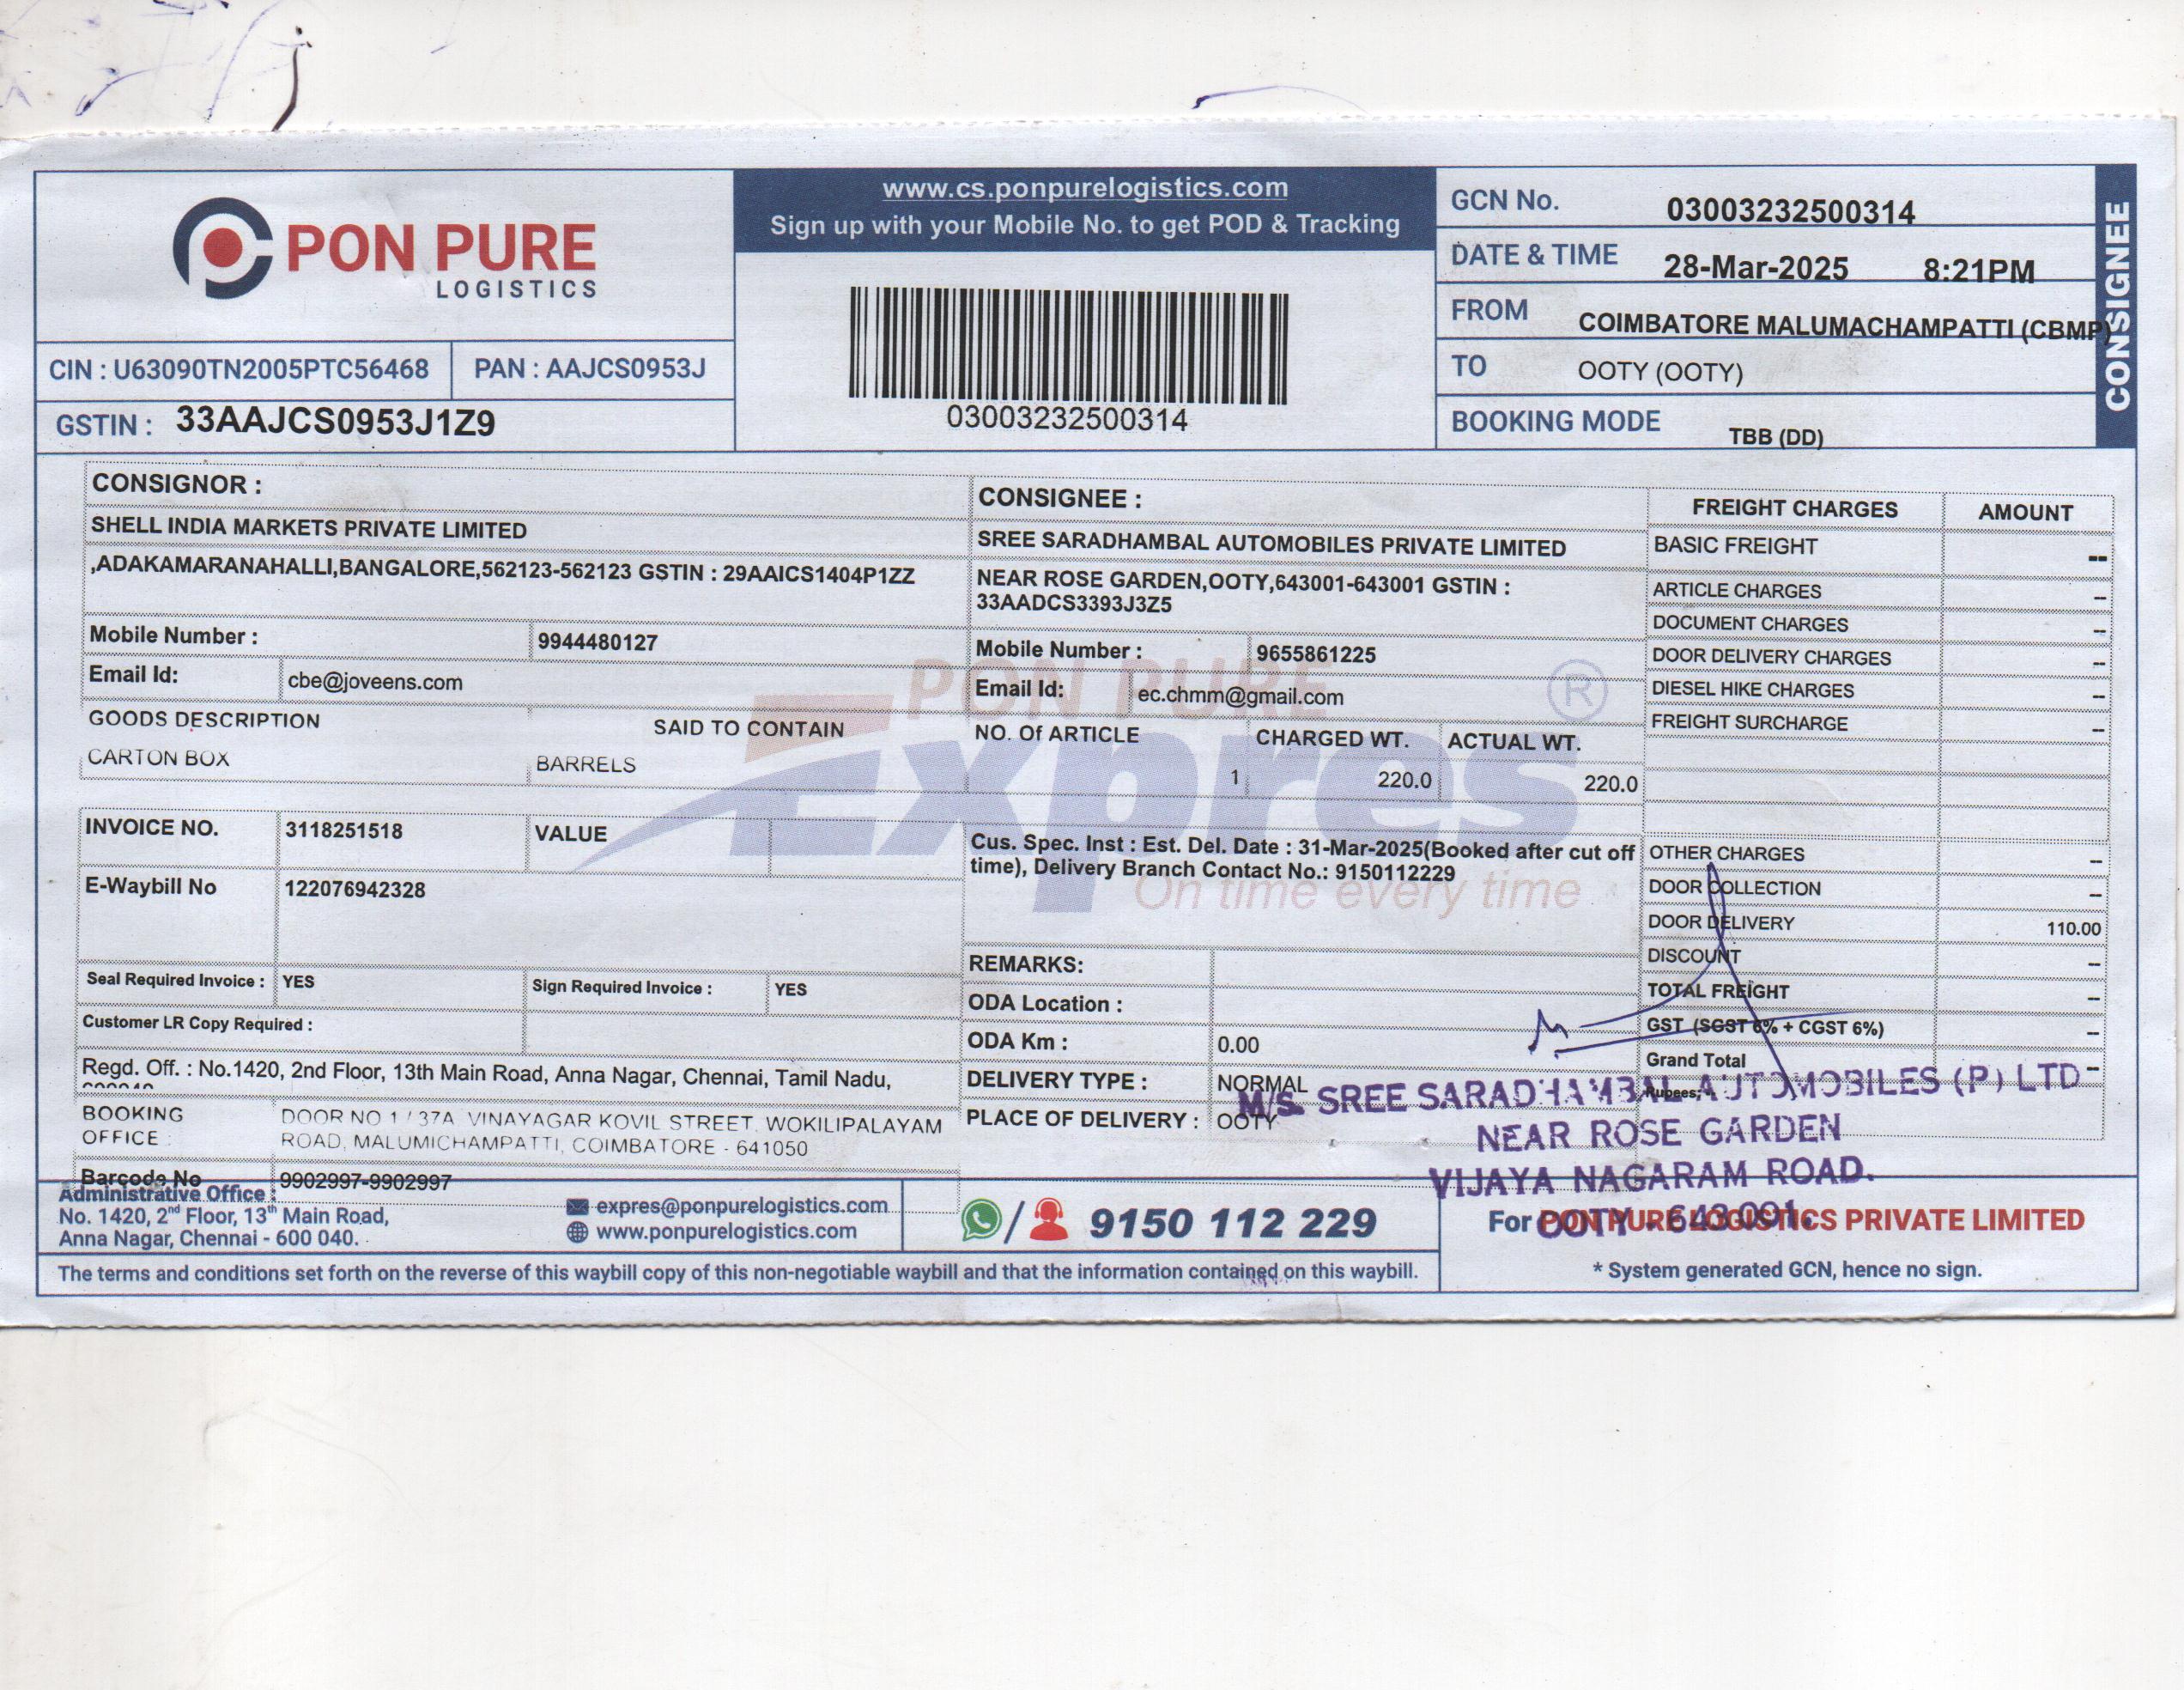 PON PURE
LOGISTICS
CIN : U63090TN2005PTC56468
PAN : AAJCS0953J
GSTIN : 33AAJCS0953J1Z9
www.cs.ponpurelogistics.com
Sign up with your Mobile No. to get POD & Tracking
03003232500314
GCN No. 03003232500314
DATE & TIME 28-Mar-2025 8:21PM
FROM COIMBATORE MALUMACHAMPATTI (CBMP)
TO OOTY (OOTY)
BOOKING MODE TBB (DD)
CONSIGNEE
CONSIGNOR :
SHELL INDIA MARKETS PRIVATE LIMITED
,ADAKAMARANAHALLI,BANGALORE,562123-562123 GSTIN : 29AAICS1404P1ZZ
Mobile Number : 9944480127
Email Id: cbe@joveens.com
CONSIGNEE :
SREE SARADHAMBAL AUTOMOBILES PRIVATE LIMITED
NEAR ROSE GARDEN,OOTY,643001-643001 GSTIN :
33AADCS3393J3Z5
Mobile Number : 9655861225
Email Id: ec.chmm@gmail.com
GOODS DESCRIPTION SAID TO CONTAIN NO. Of ARTICLE CHARGED WT. ACTUAL WT.
CARTON BOX BARRELS 1 220.0 220.0
PON PURE
Expres ®
On time every time
INVOICE NO. 3118251518 VALUE
E-Waybill No 122076942328
Seal Required Invoice : YES Sign Required Invoice : YES
Customer LR Copy Required :
Regd. Off. : No.1420, 2nd Floor, 13th Main Road, Anna Nagar, Chennai, Tamil Nadu,
BOOKING OFFICE : DOOR NO 1 / 37A, VINAYAGAR KOVIL STREET, WOKILIPALAYAM
ROAD, MALUMICHAMPATTI, COIMBATORE - 641050
Barcode No 9902997-9902997
Cus. Spec. Inst : Est. Del. Date : 31-Mar-2025(Booked after cut off
time), Delivery Branch Contact No.: 9150112229
REMARKS:
ODA Location :
ODA Km : 0.00
DELIVERY TYPE : NORMAL
PLACE OF DELIVERY : OOTY
FREIGHT CHARGES AMOUNT
BASIC FREIGHT --
ARTICLE CHARGES --
DOCUMENT CHARGES --
DOOR DELIVERY CHARGES --
DIESEL HIKE CHARGES --
FREIGHT SURCHARGE --
OTHER CHARGES --
DOOR COLLECTION --
DOOR DELIVERY 110.00
DISCOUNT --
TOTAL FREIGHT --
GST (SGST 6% + CGST 6%) --
Grand Total --
Rupees:
M/S. SREE SARADHAMBAL AUTOMOBILES (P) LTD
NEAR ROSE GARDEN
VIJAYA NAGARAM ROAD.
OOTY - 643 001.
Administrative Office :
No. 1420, 2nd Floor, 13th Main Road,
Anna Nagar, Chennai - 600 040.
expres@ponpurelogistics.com
www.ponpurelogistics.com
/ 9150 112 229
For PON PURE LOGISTICS PRIVATE LIMITED
* System generated GCN, hence no sign.
The terms and conditions set forth on the reverse of this waybill copy of this non-negotiable waybill and that the information contained on this waybill.